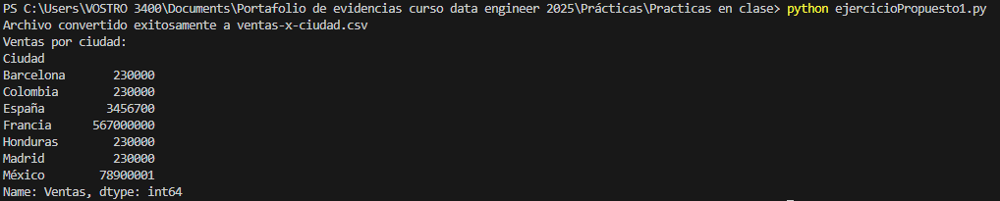 PS C:\Users\VOSTRO 3400\Documents\Portafolio de evidencias curso data engineer 2025\Prácticas\Practicas en clase> python ejercicioPropuesto1.py
Archivo convertido exitosamente a ventas-x-ciudad.csv
Ventas por ciudad:
Ciudad
Barcelona       230000
Colombia        230000
España         3456700
Francia      567000000
Honduras        230000
Madrid          230000
México        78900001
Name: Ventas, dtype: int64